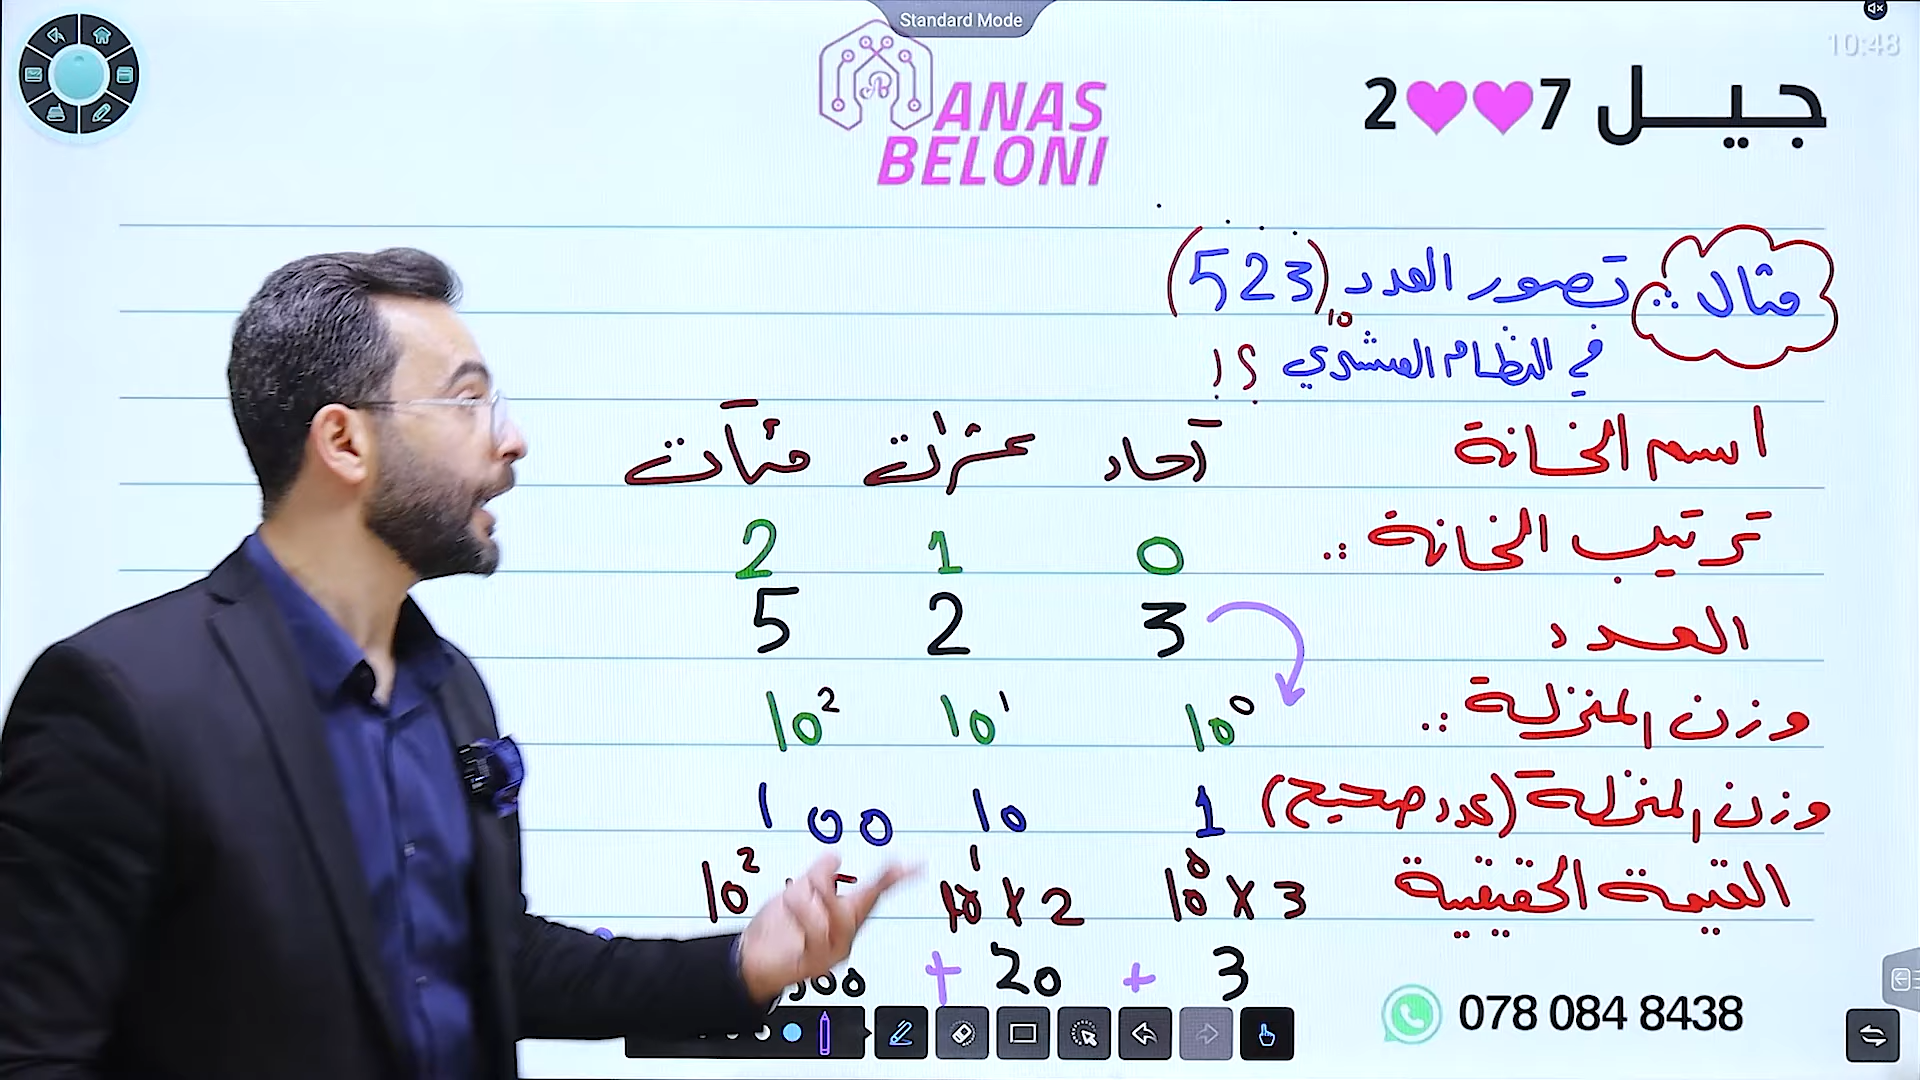 Standard Mode
10:48
ANAS
BELONI
جيل 2007
مثال : تصور العدد (523)10
في النظام العشري ؟!
اسم الخانة آحاد عشرات مئات
ترتيب الخانة : 0 1 2
العدد 3 2 5
وزن المنزلة : 10^0 10^1 10^2
وزن المنزلة (عدد صحيح) 1 10 100
القيمة الحقيقية 10^0 × 3 10^1 × 2 10^2
3 + 20 + 500
078 084 8438